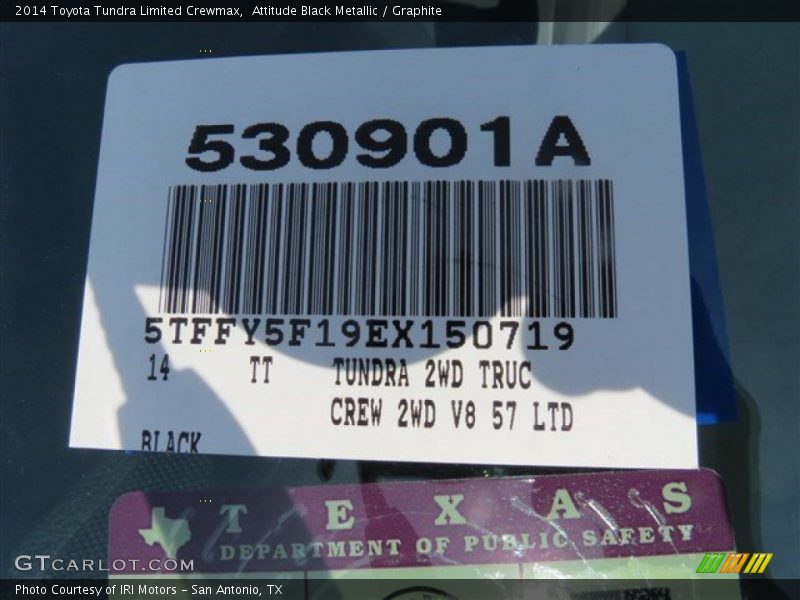 2014 Toyota Tundra Limited Crewmax,  Attitude Black Metallic / Graphite
530901A
5TFFY5F19EX150719
14 TT TUNDRA 2WD TRUC
CREW 2WD V8 57 LTD
BLACK
TEXAS
DEPARTMENT OF PUBLIC SAFETY
GTCARLOT.COM
Photo Courtesy of IRI Motors - San Antonio, TX